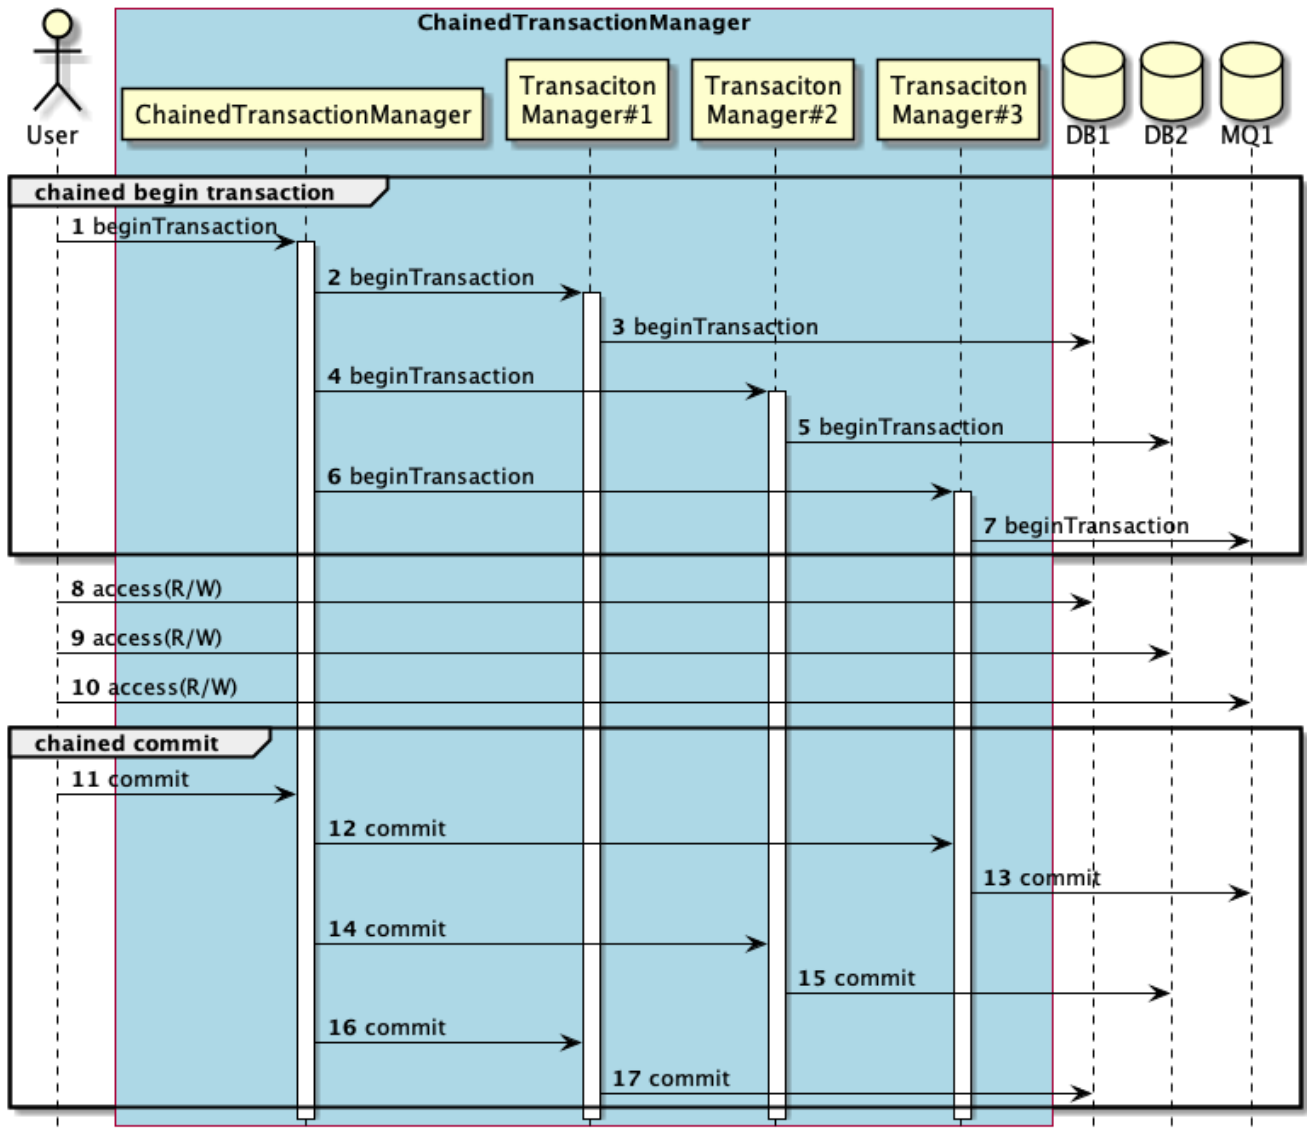 ChainedTransactionManager
User
ChainedTransactionManager
Transaciton
Manager#1
Transaciton
Manager#2
Transaciton
Manager#3
DB1
DB2
MQ1
chained begin transaction
1 beginTransaction
2 beginTransaction
3 beginTransaction
4 beginTransaction
5 beginTransaction
6 beginTransaction
7 beginTransaction
8 access(R/W)
9 access(R/W)
10 access(R/W)
chained commit
11 commit
12 commit
13 commit
14 commit
15 commit
16 commit
17 commit